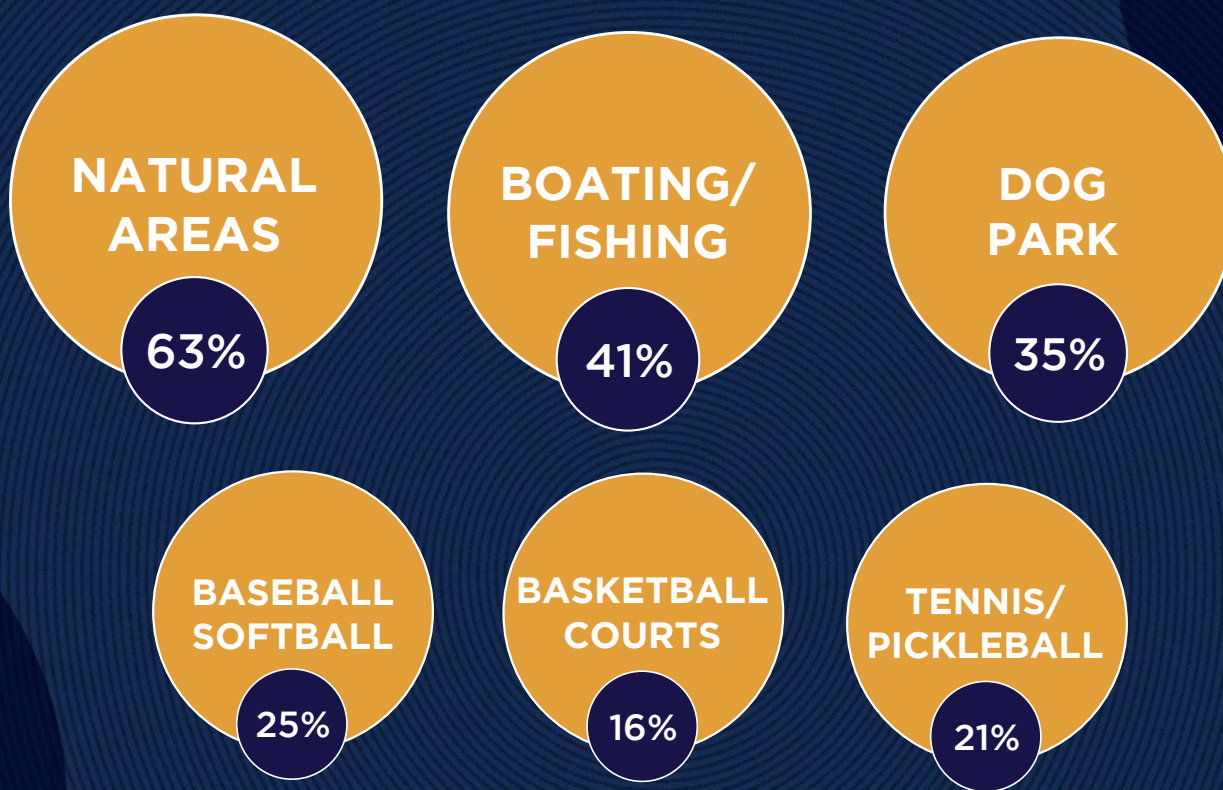 NATURAL
AREAS
63%
BOATING/
FISHING
41%
DOG
PARK
35%
BASEBALL
SOFTBALL
25%
BASKETBALL
COURTS
16%
TENNIS/
PICKLEBALL
21%